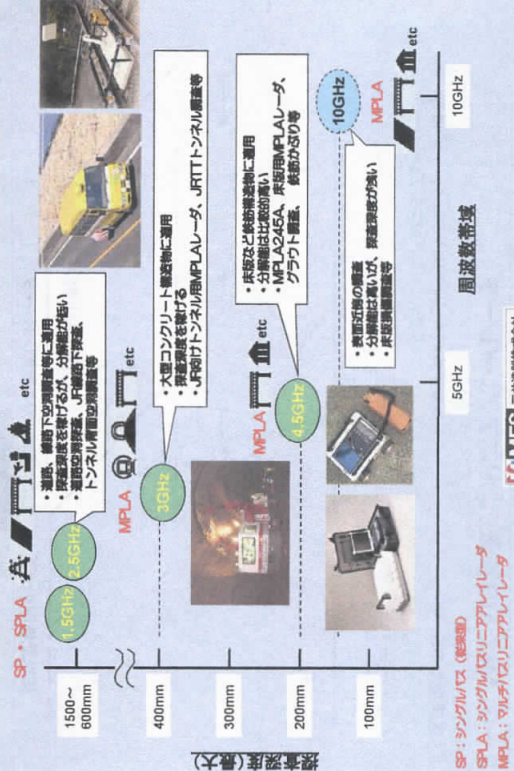 SP・SPLA
etc
1.5GHz
2.5GHz
・道路、線路下空洞調査等に適用
・探査深度を稼げるが、分解能が低い
・路面空洞探査、JR線路下探査、
トンネル背面空洞調査等
MPLA
etc
3GHz
・大型コンクリート構造物に適用
・探査深度を稼げる
・JR向けトンネル用MPLAレーダ、JRTTトンネル調査等
MPLA
etc
4.5GHz
・床版など鉄筋構造物に適用
・分解能は比較的高い
・MPLA245A、床版用MPLAレーダ、
グラウト調査、鉄筋かぶり等
10GHz
MPLA
etc
・表面近傍の調査
・分解能は高いが、探査深度が浅い
・床版損傷調査等
探査深度(最大)
1500~
600mm
400mm
300mm
200mm
100mm
5GHz
10GHz
周波数帯域
SP:シングルパス(従来型)
SPLA:シングルパスリニアアレイレーダ
MPLA:マルチパスリニアアレイレーダ
MES